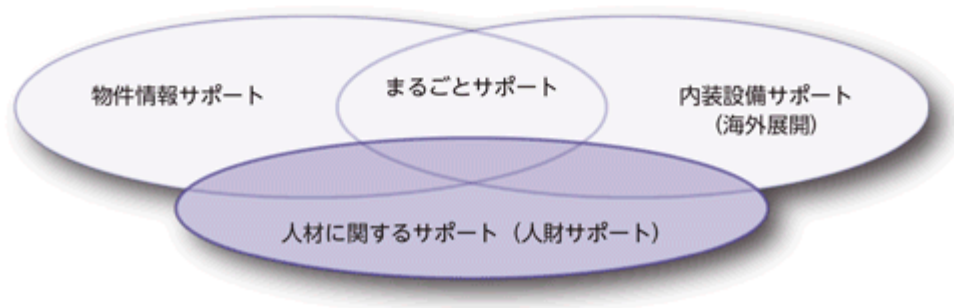 物件情報サポート
まるごとサポート
内装設備サポート
(海外展開)
人材に関するサポート（人財サポート）